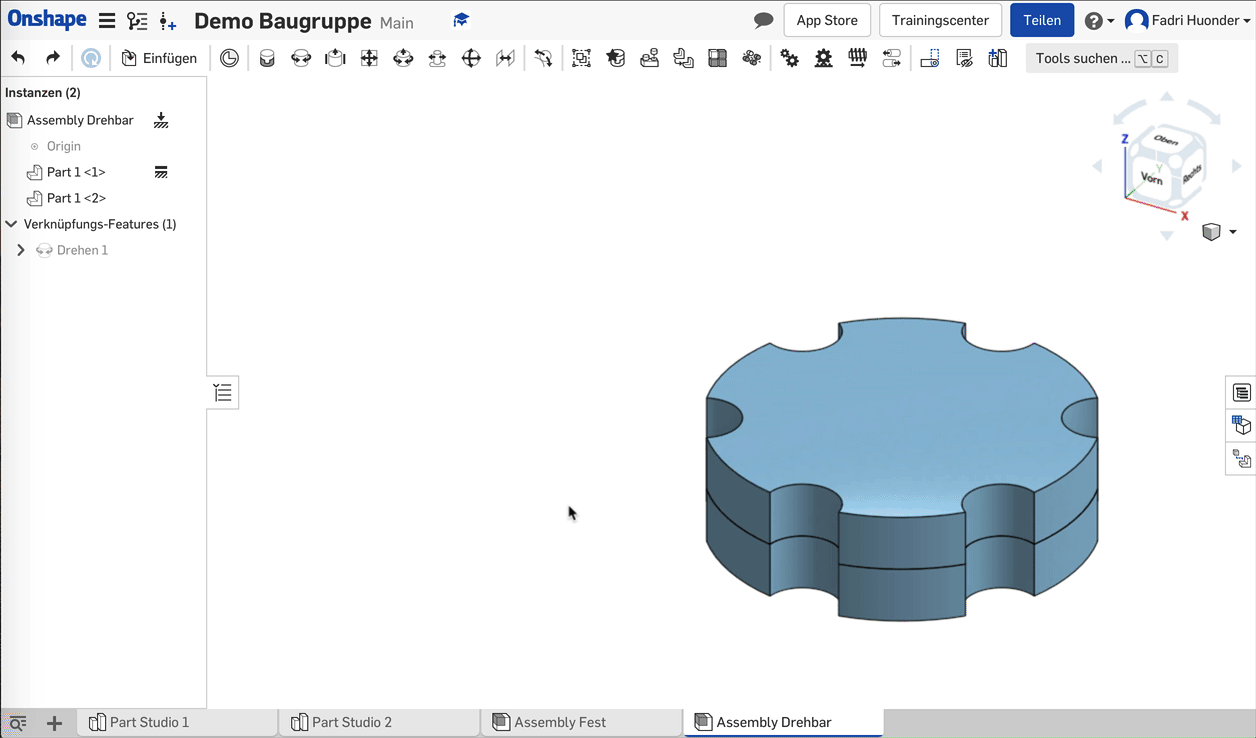 Onshape Demo Baugruppe Main App Store Trainingscenter Teilen Fadri Huonder
Einfügen Tools suchen ... ⌥ C
Instanzen (2)
Assembly Drehbar
Origin
Part 1 <1>
Part 1 <2>
Verknüpfungs-Features (1)
Drehen 1
Z
Oben
Y
Vorn
Rechts
X
Part Studio 1 Part Studio 2 Assembly Fest Assembly Drehbar